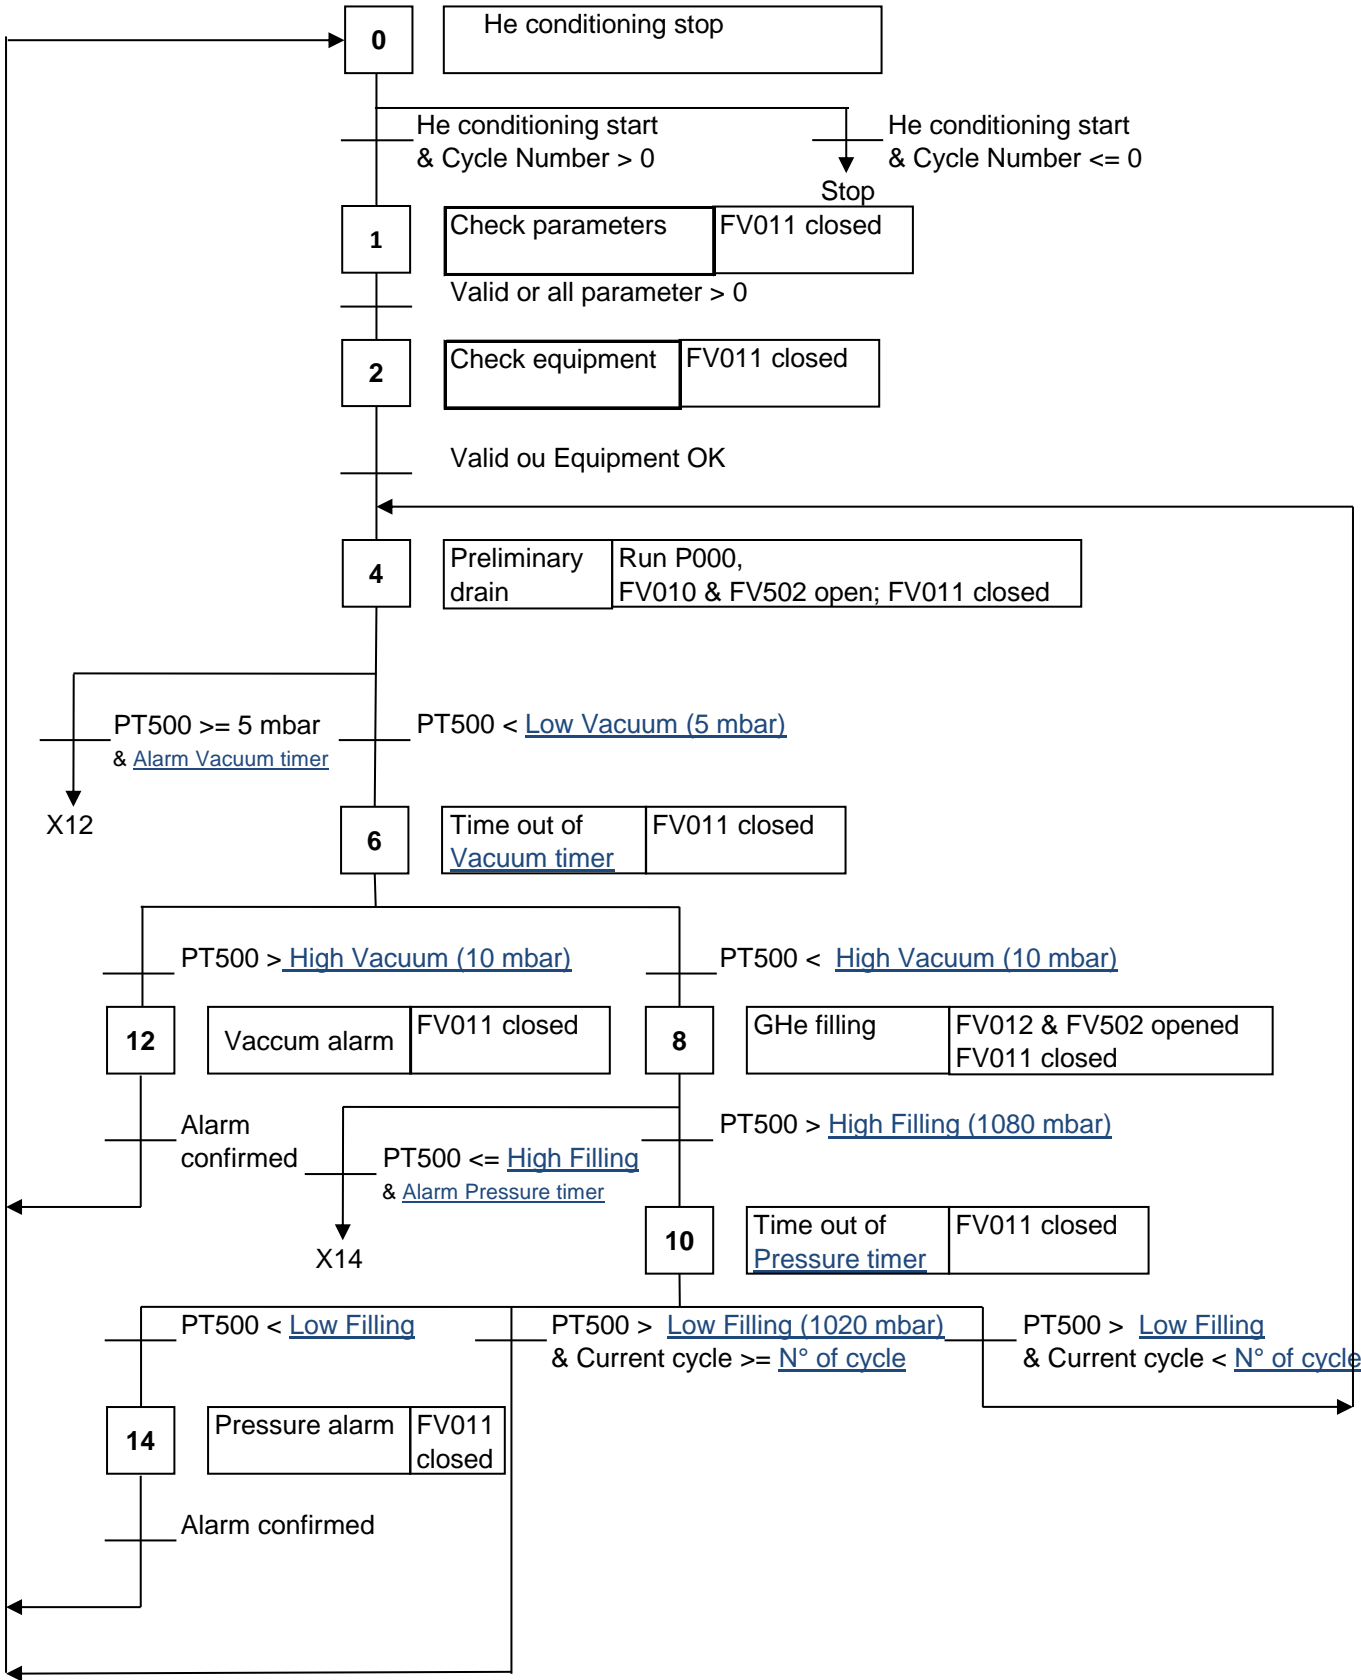 0
He conditioning stop
He conditioning start
& Cycle Number > 0
He conditioning start
& Cycle Number <= 0
Stop
1
Check parameters
FV011 closed
Valid or all parameter > 0
2
Check equipment
FV011 closed
Valid ou Equipment OK
4
Preliminary
drain
Run P000,
FV010 & FV502 open; FV011 closed
PT500 >= 5 mbar
& Alarm Vacuum timer
PT500 < Low Vacuum (5 mbar)
X12
6
Time out of
Vacuum timer
FV011 closed
PT500 > High Vacuum (10 mbar)
PT500 < High Vacuum (10 mbar)
12
Vaccum alarm
FV011 closed
8
GHe filling
FV012 & FV502 opened
FV011 closed
Alarm
confirmed
PT500 <= High Filling
& Alarm Pressure timer
PT500 > High Filling (1080 mbar)
X14
10
Time out of
Pressure timer
FV011 closed
PT500 < Low Filling
PT500 > Low Filling (1020 mbar)
& Current cycle >= N° of cycle
PT500 > Low Filling
& Current cycle < N° of cycle
14
Pressure alarm
FV011
closed
Alarm confirmed